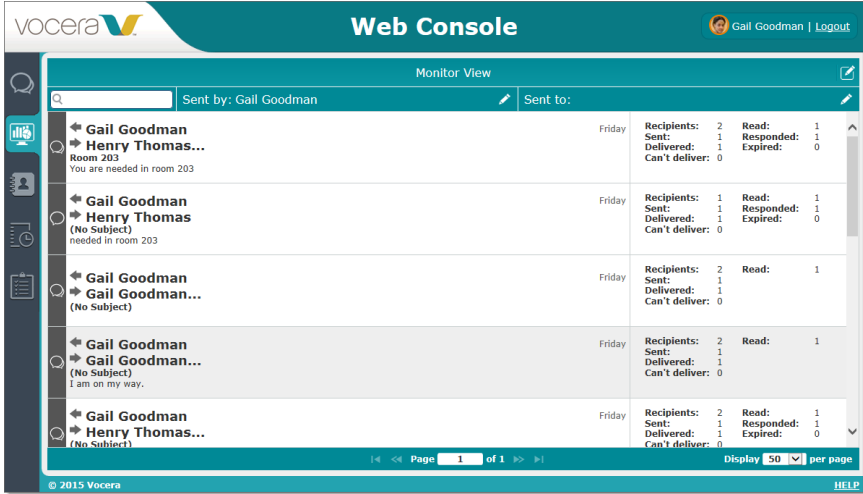 vocera
Web Console
Gail Goodman | Logout
Monitor View
Sent by: Gail Goodman
Sent to:
Gail Goodman
Henry Thomas...
Room 203
You are needed in room 203
Friday
Recipients: 2 Read: 1
Sent: 1 Responded: 1
Delivered: 1 Expired: 0
Can't deliver: 0
Gail Goodman
Henry Thomas
(No Subject)
needed in room 203
Friday
Recipients: 1 Read: 1
Sent: 1 Responded: 1
Delivered: 1 Expired: 0
Can't deliver: 0
Gail Goodman
Gail Goodman...
(No Subject)
Friday
Recipients: 2 Read: 1
Sent: 1
Delivered: 1
Can't deliver: 0
Gail Goodman
Gail Goodman...
(No Subject)
I am on my way.
Friday
Recipients: 2 Read: 1
Sent: 1
Delivered: 1
Can't deliver: 0
Gail Goodman
Henry Thomas...
(No Subject)
Friday
Recipients: 2 Read: 1
Sent: 1 Responded: 1
Delivered: 1 Expired: 0
Can't deliver: 0
Page 1 of 1
Display 50 per page
© 2015 Vocera
HELP